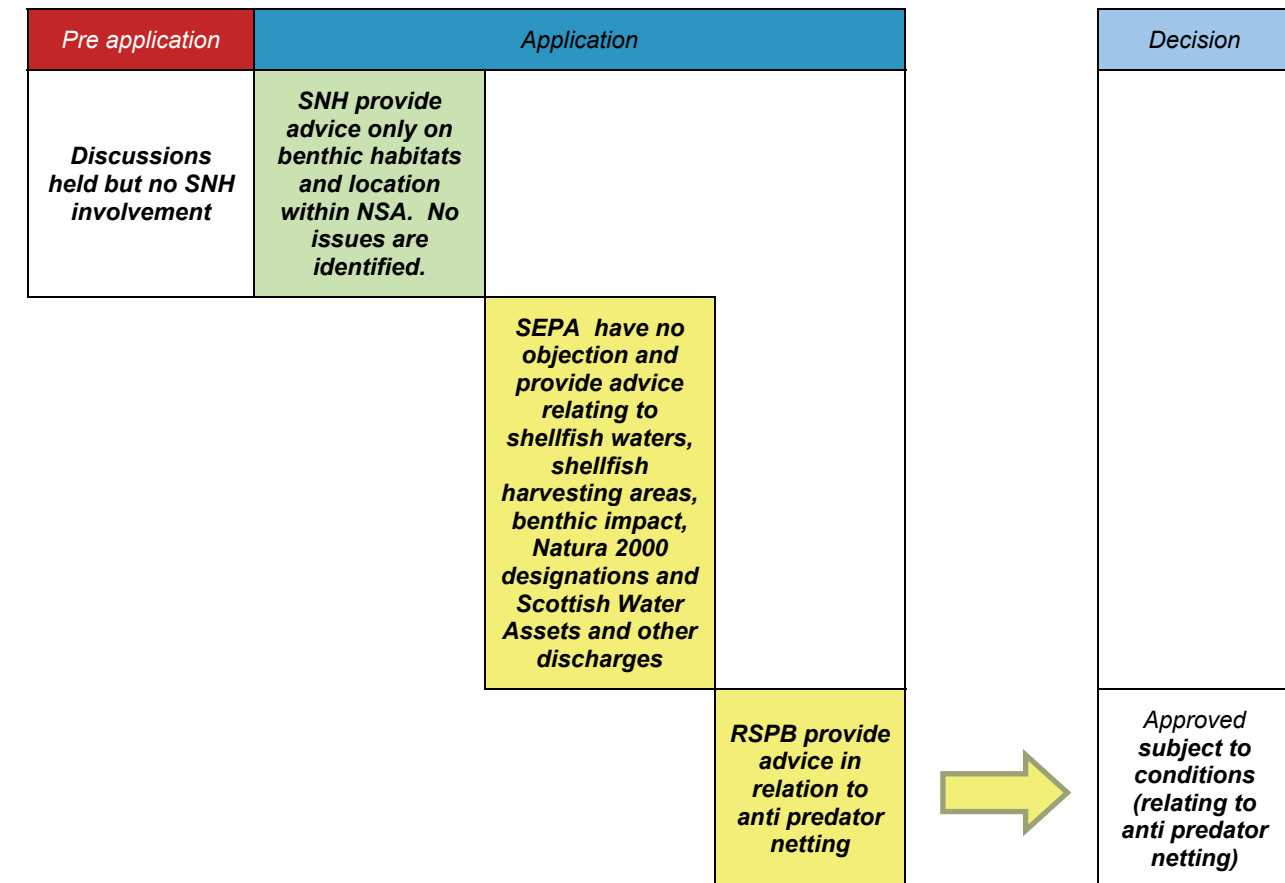 Pre application
Application
Decision
Discussions
held but no SNH
involvement
SNH provide
advice only on
benthic habitats
and location
within NSA.  No
issues are
identified.
SEPA  have no
objection and
provide advice
relating to
shellfish waters,
shellfish
harvesting areas,
benthic impact,
Natura 2000
designations and
Scottish Water
Assets and other
discharges
RSPB provide
advice in
relation to
anti predator
netting
Approved
subject to
conditions
(relating to
anti predator
netting)